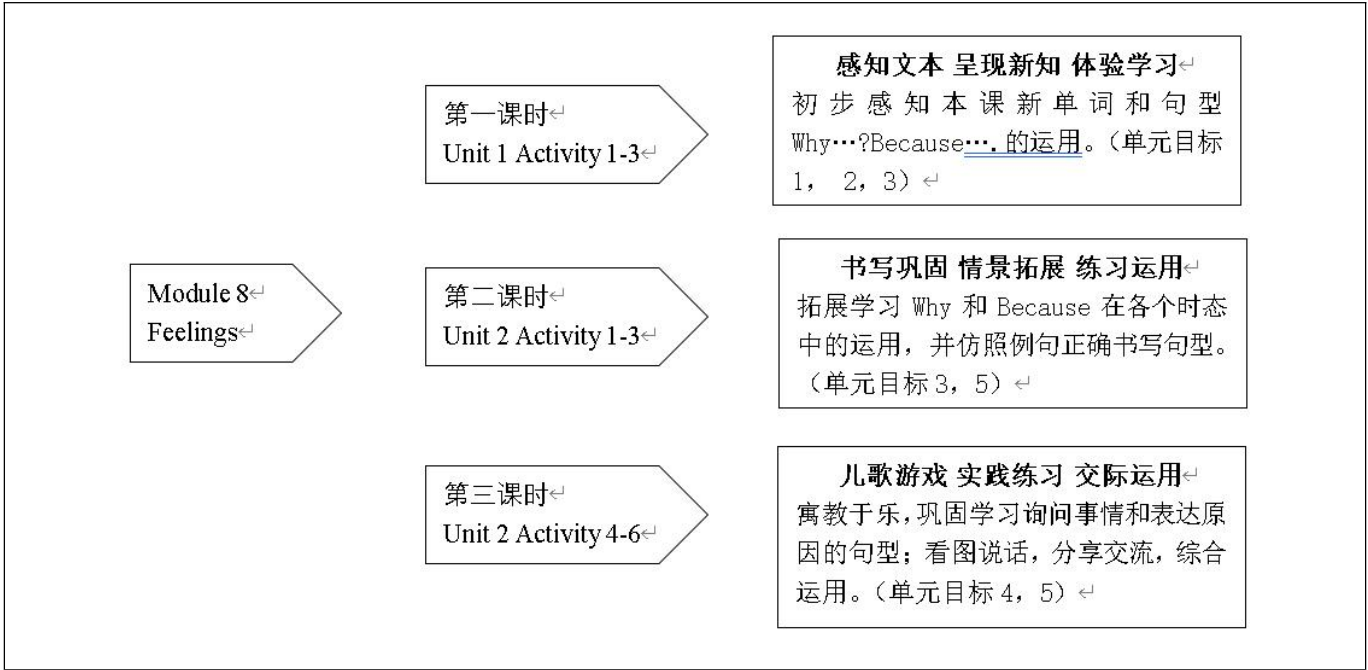 Module 8
Feelings
第一课时
Unit 1 Activity 1-3
感知文本 呈现新知 体验学习
初步感知本课新单词和句型
Why…?Because….的运用。（单元目标
1， 2，3）
第二课时
Unit 2 Activity 1-3
书写巩固 情景拓展 练习运用
拓展学习 Why 和 Because 在各个时态
中的运用，并仿照例句正确书写句型。
（单元目标3，5）
第三课时
Unit 2 Activity 4-6
儿歌游戏 实践练习 交际运用
寓教于乐，巩固学习询问事情和表达原
因的句型；看图说话，分享交流，综合
运用。（单元目标4，5）